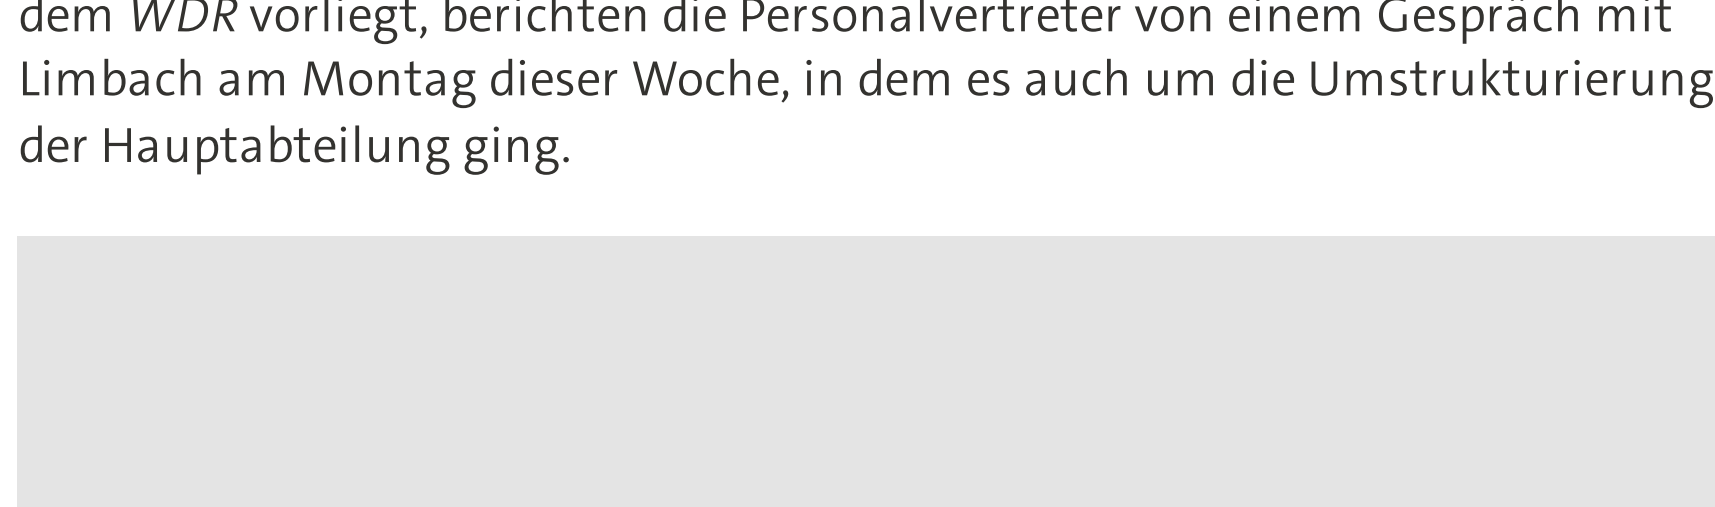 dem WDR vorliegt, berichten die Personalvertreter von einem Gespräch mit
Limbach am Montag dieser Woche, in dem es auch um die Umstrukturierung
der Hauptabteilung ging.